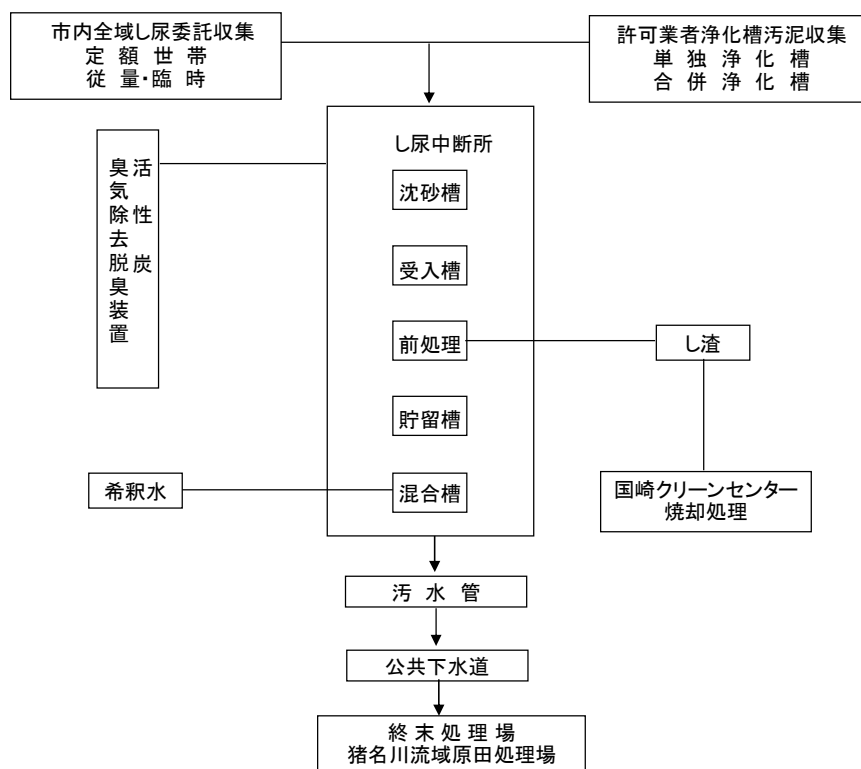 市内全域し尿委託収集
定額世帯
従量・臨時
許可業者浄化槽汚泥収集
単独浄化槽
合併浄化槽
し尿中断所
活性炭
臭気除去脱臭装置
沈砂槽
受入槽
前処理
し渣
貯留槽
希釈水
混合槽
国崎クリーンセンター
焼却処理
汚水管
公共下水道
終末処理場
猪名川流域原田処理場